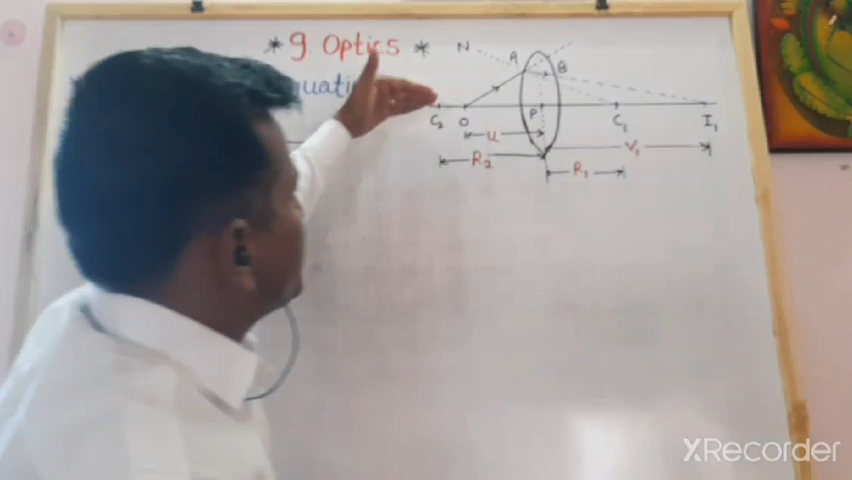 * 9. Optics *
N A B
C₂ O P C₁ I₁
u
R₂ R₁ V₁
XRecorder